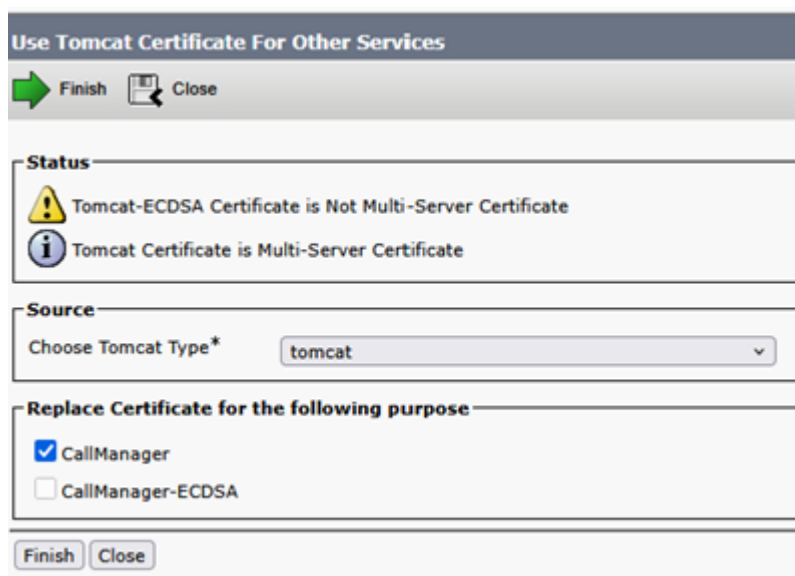 Use Tomcat Certificate For Other Services
Finish Close
Status
Tomcat-ECDSA Certificate is Not Multi-Server Certificate
Tomcat Certificate is Multi-Server Certificate
Source
Choose Tomcat Type* tomcat
Replace Certificate for the following purpose
CallManager
CallManager-ECDSA
Finish Close